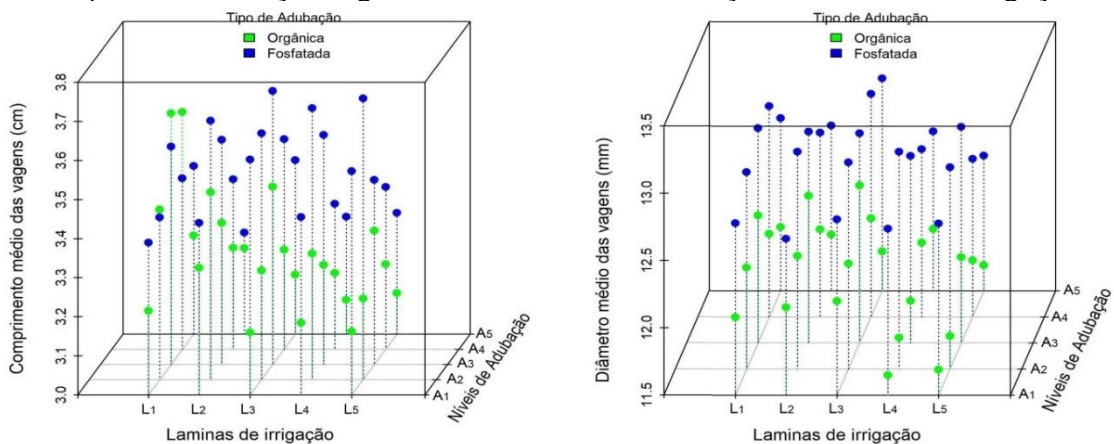 Tipo de Adubação
Orgânica
Fosfatada
Comprimento médio das vagens (cm)
3.8
3.7
3.6
3.5
3.4
3.3
3.2
3.1
3.0
L1
L2
L3
L4
L5
Laminas de irrigação
A5
A4
A3
A2
A1
Níveis de Adubação
Tipo de Adubação
Orgânica
Fosfatada
Diâmetro médio das vagens (mm)
13.5
13.0
12.5
12.0
11.5
L1
L2
L3
L4
L5
Laminas de irrigação
A5
A4
A3
A2
A1
Níveis de Adubação